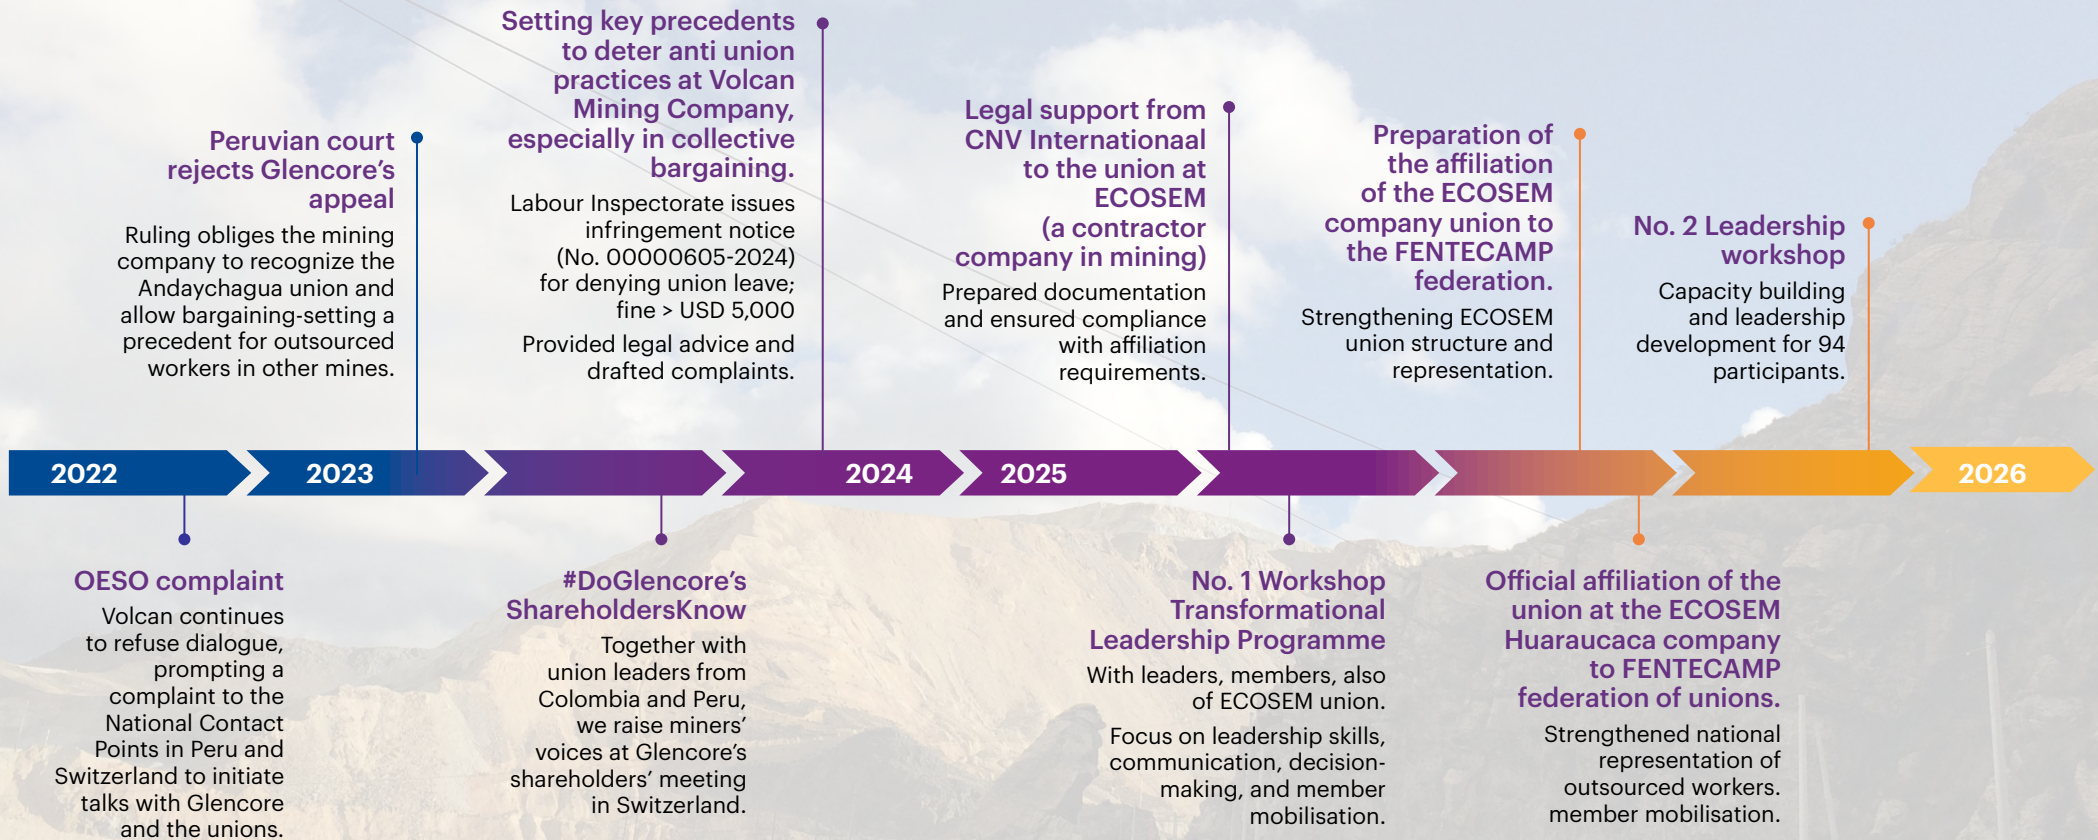 Peruvian court
rejects Glencore’s
appeal
Ruling obliges the mining
company to recognize the
Andaychagua union and
allow bargaining-setting a
precedent for outsourced
workers in other mines.
Setting key precedents
to deter anti union
practices at Volcan
Mining Company,
especially in collective
bargaining.
Labour Inspectorate issues
infringement notice
(No. 00000605-2024)
for denying union leave;
fine > USD 5,000
Provided legal advice and
drafted complaints.
Legal support from
CNV Internationaal
to the union at
ECOSEM
(a contractor
company in mining)
Prepared documentation
and ensured compliance
with affiliation
requirements.
Preparation of
the affiliation
of the ECOSEM
company union to
the FENTECAMP
federation.
Strengthening ECOSEM
union structure and
representation.
No. 2 Leadership
workshop
Capacity building
and leadership
development for 94
participants.
2022
2023
2024
2025
2026
OESO complaint
Volcan continues
to refuse dialogue,
prompting a
complaint to the
National Contact
Points in Peru and
Switzerland to initiate
talks with Glencore
and the unions.
#DoGlencore’s
ShareholdersKnow
Together with
union leaders from
Colombia and Peru,
we raise miners’
voices at Glencore’s
shareholders’ meeting
in Switzerland.
No. 1 Workshop
Transformational
Leadership Programme
With leaders, members, also
of ECOSEM union.
Focus on leadership skills,
communication, decision-
making, and member
mobilisation.
Official affiliation of the
union at the ECOSEM
Huaraucaca company
to FENTECAMP
federation of unions.
Strengthened national
representation of
outsourced workers.
member mobilisation.